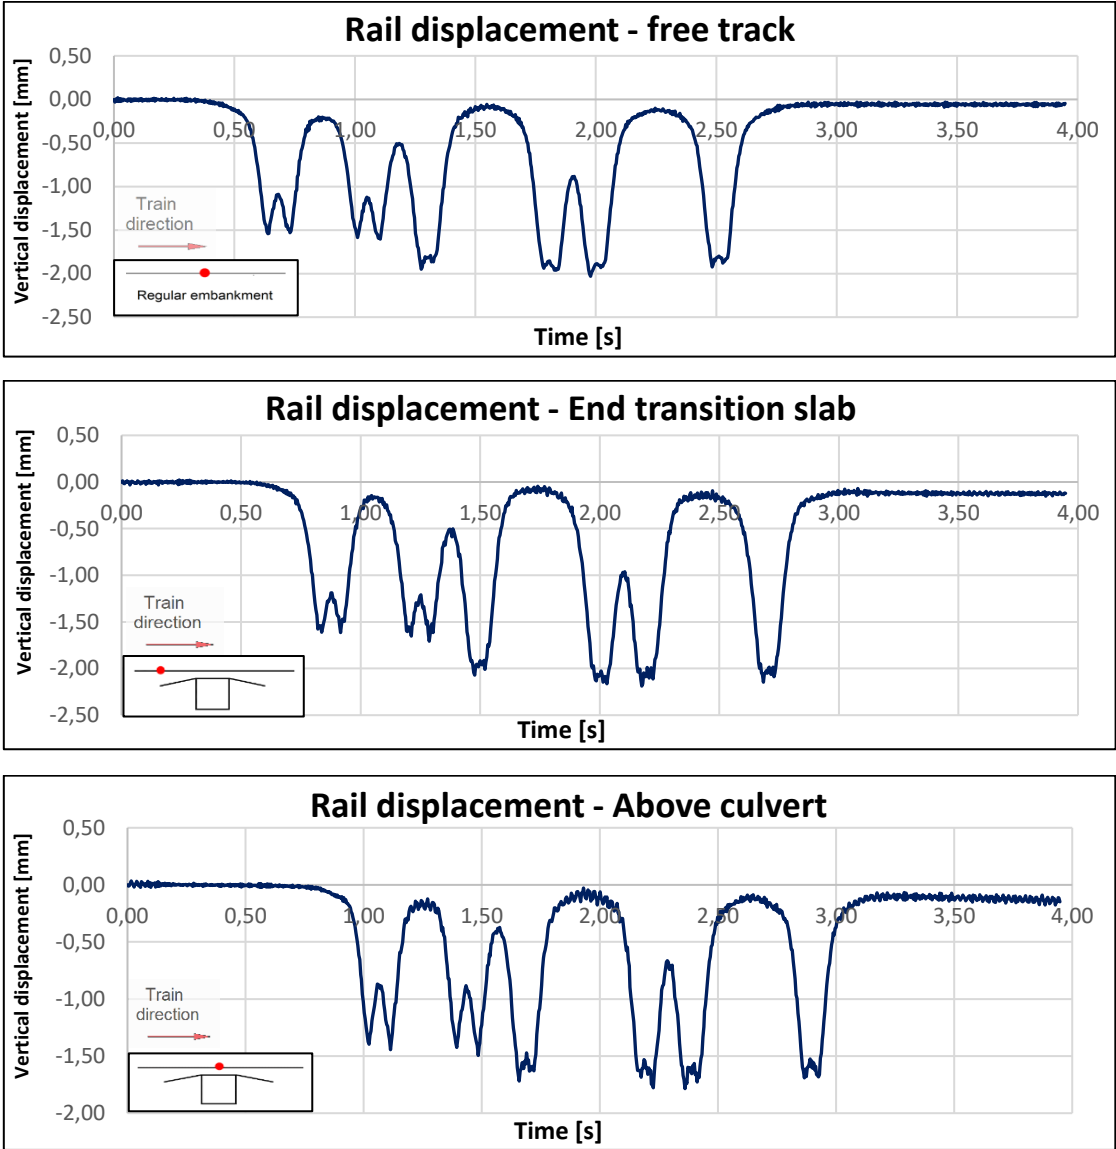 Rail displacement - free track
Vertical displacement [mm]
0,50
0,00
-0,50
-1,00
-1,50
-2,00
-2,50
0,00 0,50 1,00 1,50 2,00 2,50 3,00 3,50 4,00
Train
direction
Regular embankment
Time [s]
Rail displacement - End transition slab
Vertical displacement [mm]
0,50
0,00
-0,50
-1,00
-1,50
-2,00
-2,50
0,00 0,50 1,00 1,50 2,00 2,50 3,00 3,50 4,00
Train
direction
Time [s]
Rail displacement - Above culvert
Vertical displacement [mm]
0,50
0,00
-0,50
-1,00
-1,50
-2,00
0,00 0,50 1,00 1,50 2,00 2,50 3,00 3,50 4,00
Train
direction
Time [s]